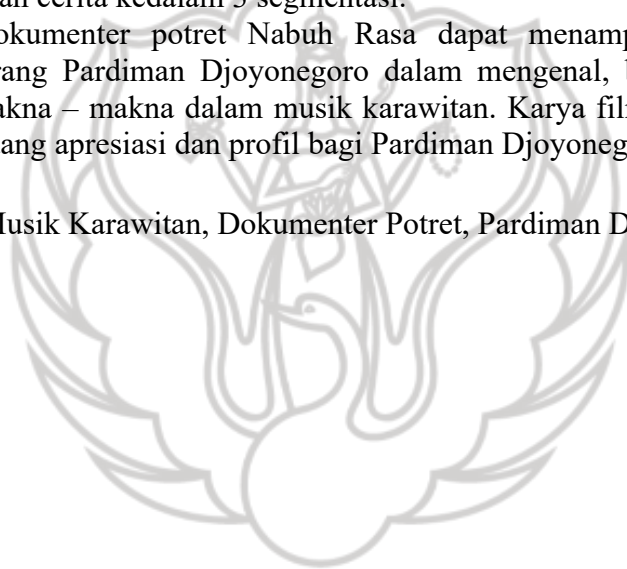 an cerita kedalam 3 segmentasi.
okumenter potret Nabuh Rasa dapat menamp
rang Pardiman Djoyonegoro dalam mengenal, b
akna – makna dalam musik karawitan. Karya fil
ang apresiasi dan profil bagi Pardiman Djoyoneg
Musik Karawitan, Dokumenter Potret, Pardiman D